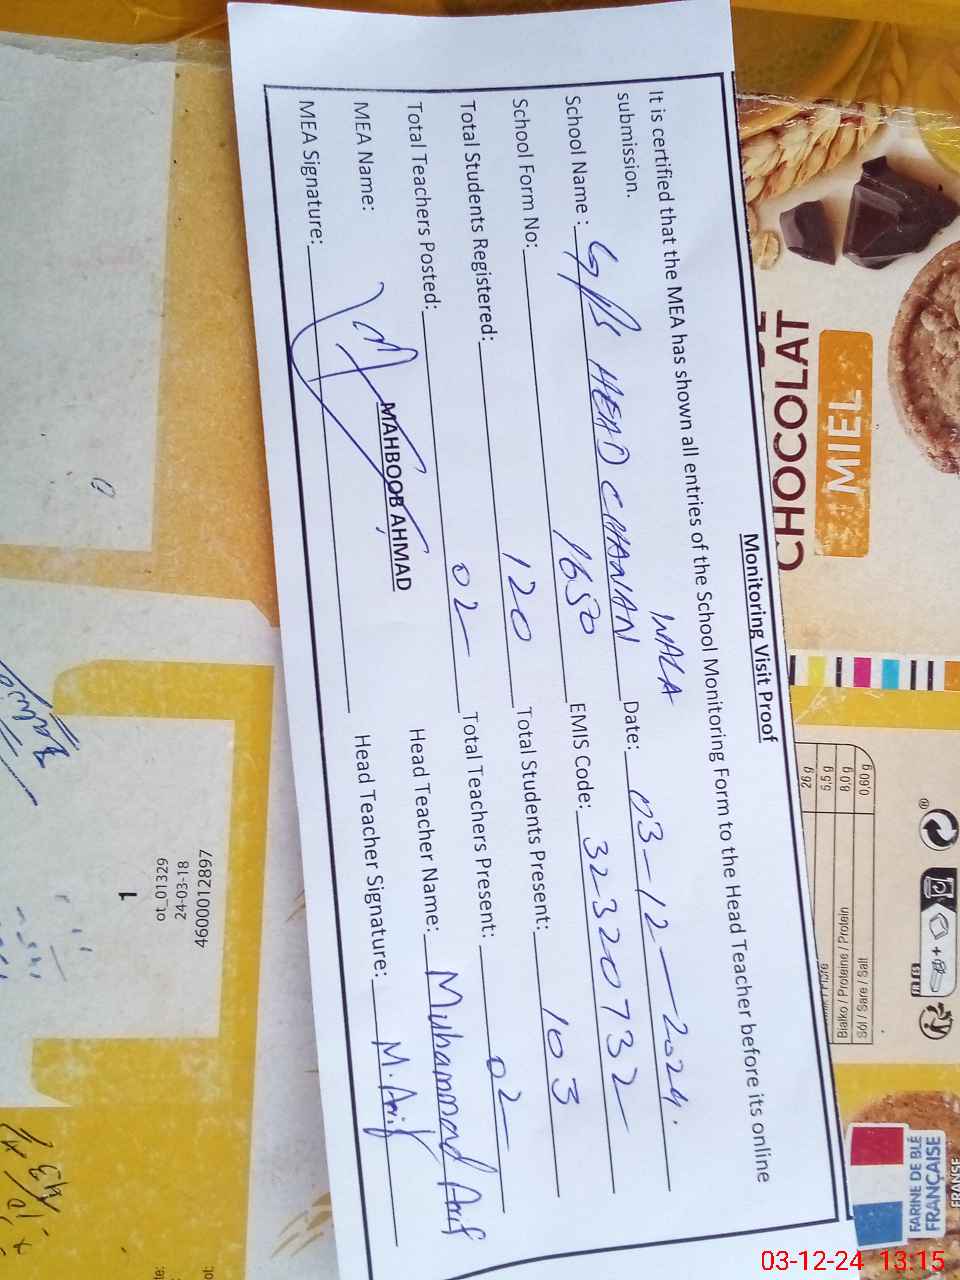 Monitoring Visit Proof
It is certified that the MEA has shown all entries of the School Monitoring Form to the Head Teacher before its online
submission.
WALA
School Name : G/PS HEAD CHANAN Date: 03-12-2024.
School Form No: 1650 EMIS Code: 32320732
Total Students Registered: 120 Total Students Present: 103
Total Teachers Posted: 02 Total Teachers Present: 02
MEA Name: MAHBOOB AHMAD Head Teacher Name: Muhammad Arif
MEA Signature: Head Teacher Signature: M. Arif
CHOCOLAT
MIEL
26 g
5,5 g
8,0 g
0,60 g
Białko / Proteine / Protein
Sól / Sare / Salt
®
FARINE DE BLÉ
FRANÇAISE
1
ot_01329
24-03-18
4600012897
03-12-24 13:15